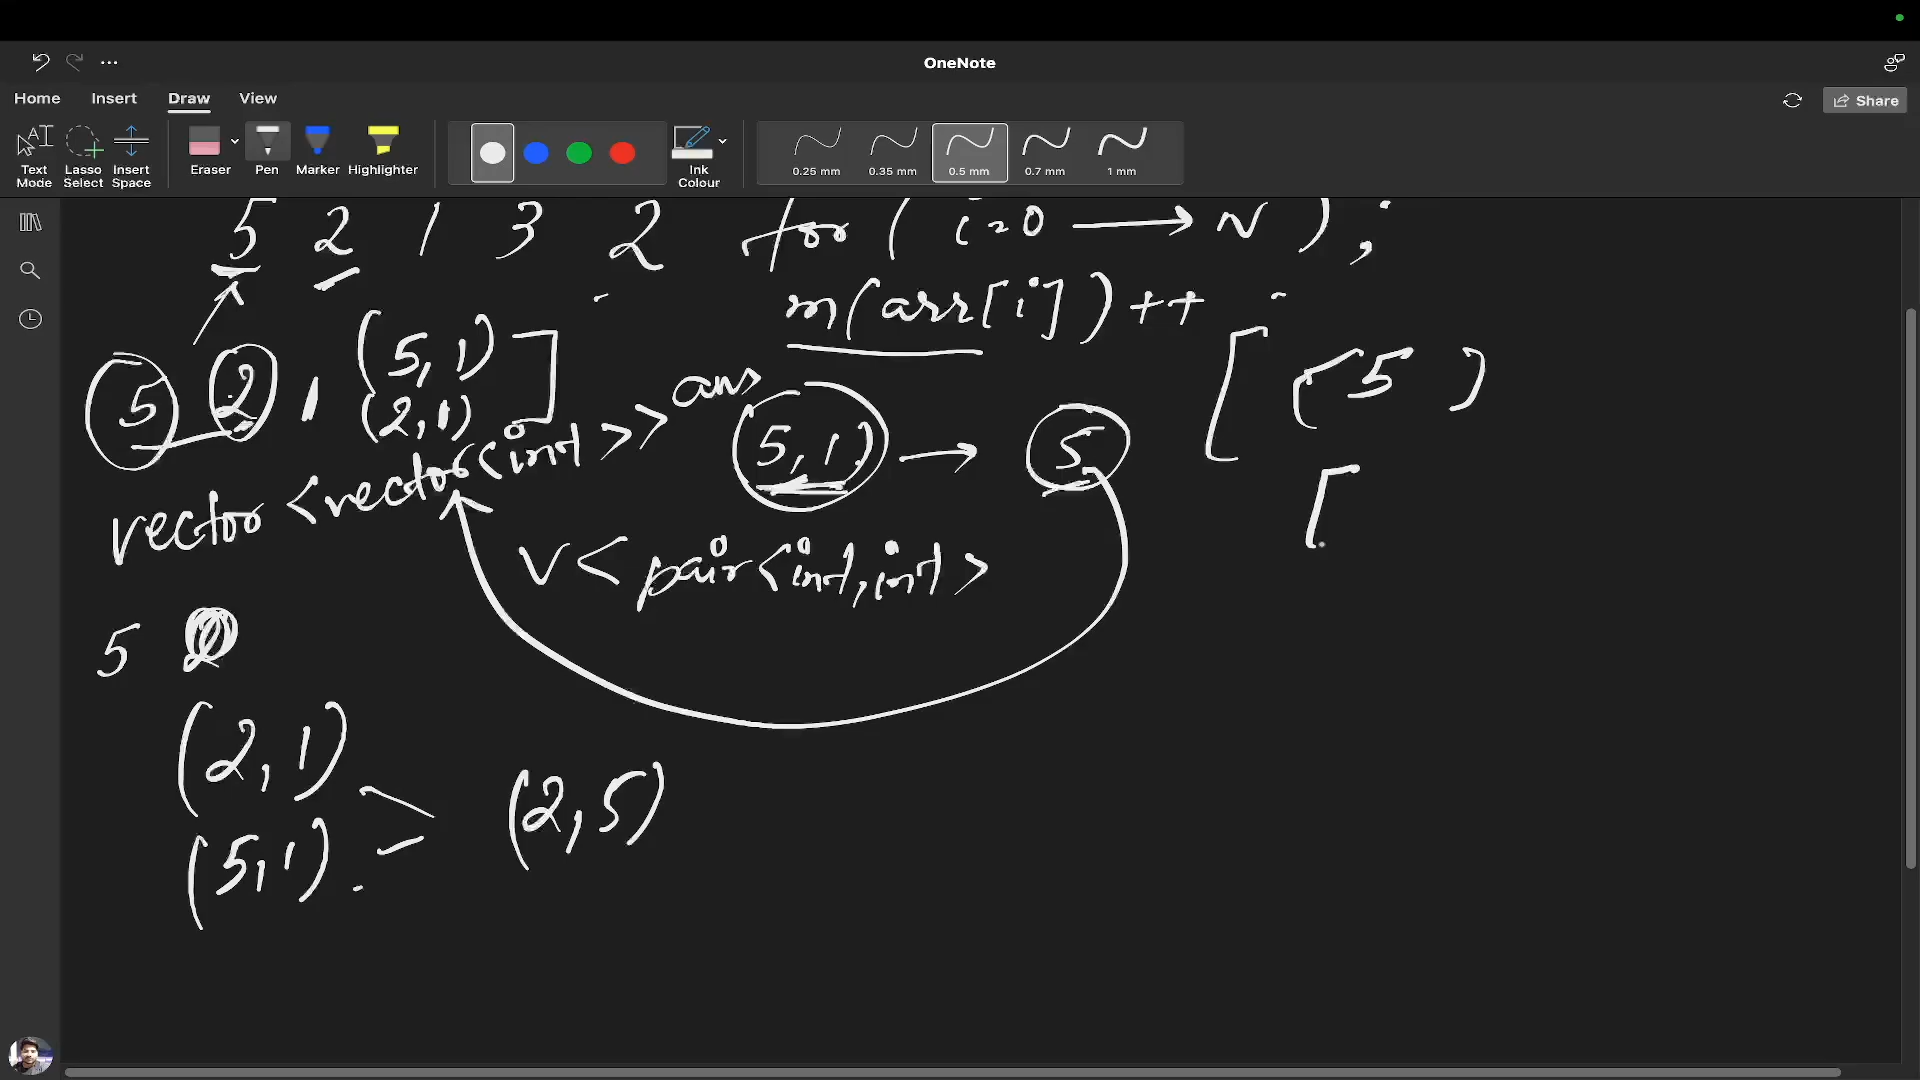 OneNote
Home Insert Draw View
Share
Text Mode
Lasso Select
Insert Space
Eraser
Pen
Marker
Highlighter
Ink Colour
0.25 mm
0.35 mm
0.5 mm
0.7 mm
1 mm
5 2 1 3 2 for ( i=0 → N ) ;
m(arr[i])++
5 2 1 (5, 1) ]
(2, 1)
ans
(5, 1) → 5
[ (5 )
[
vector <vector<int>>
v< pair<int, int>
5
(2, 1)
(5, 1)
(2, 5)